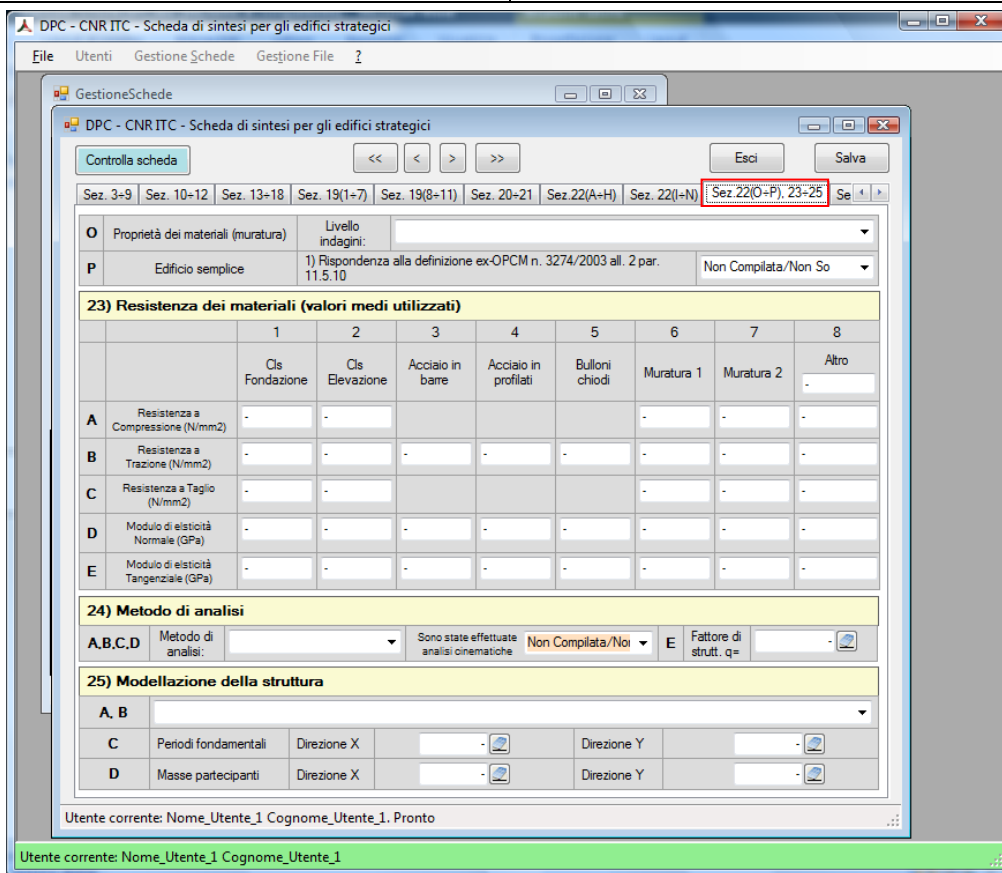 DPC - CNR ITC - Scheda di sintesi per gli edifici strategici
File Utenti Gestione Schede Gestione File ?
GestioneSchede
DPC - CNR ITC - Scheda di sintesi per gli edifici strategici
Controlla scheda << < > >> Esci Salva
Sez. 3÷9 Sez. 10÷12 Sez. 13÷18 Sez. 19(1÷7) Sez. 19(8÷11) Sez. 20÷21 Sez.22(A÷H) Sez. 22(I÷N) Sez.22(O÷P), 23÷25 Se
O Proprietà dei materiali (muratura) Livello
indagini:
P Edificio semplice 1) Rispondenza alla definizione ex-OPCM n. 3274/2003 all. 2 par.
11.5.10 Non Compilata/Non So
23) Resistenza dei materiali (valori medi utilizzati)
1 2 3 4 5 6 7 8
Cls
Fondazione Cls
Elevazione Acciaio in
barre Acciaio in
profilati Bulloni
chiodi Muratura 1 Muratura 2 Altro
-
A Resistenza a
Compressione (N/mm2) - - - - -
B Resistenza a
Trazione (N/mm2) - - - - - - - -
C Resistenza a Taglio
(N/mm2) - - - - -
D Modulo di elsticità
Normale (GPa) - - - - - - - -
E Modulo di elsticità
Tangenziale (GPa) - - - - - - - -
24) Metodo di analisi
A,B,C,D Metodo di
analisi: Sono state effettuate
analisi cinematiche Non Compilata/Nor E Fattore di
strutt. q= -
25) Modellazione della struttura
A, B
C Periodi fondamentali Direzione X - Direzione Y -
D Masse partecipanti Direzione X - Direzione Y -
Utente corrente: Nome_Utente_1 Cognome_Utente_1. Pronto
Utente corrente: Nome_Utente_1 Cognome_Utente_1